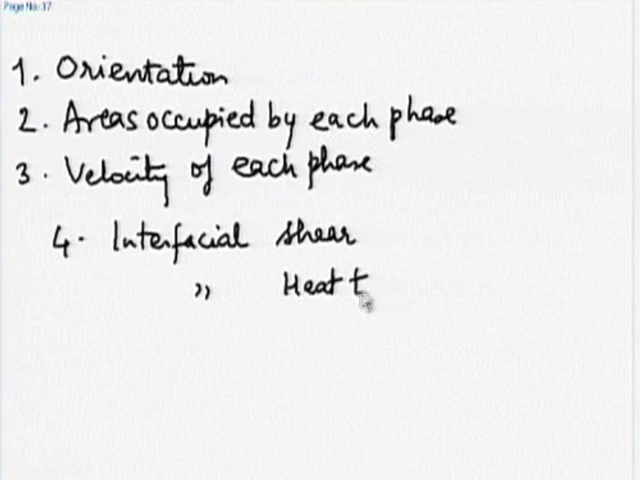 Page No: 37
1. Orientation
2. Areas occupied by each phase
3. Velocity of each phase
4. Interfacial shear
" Heat t